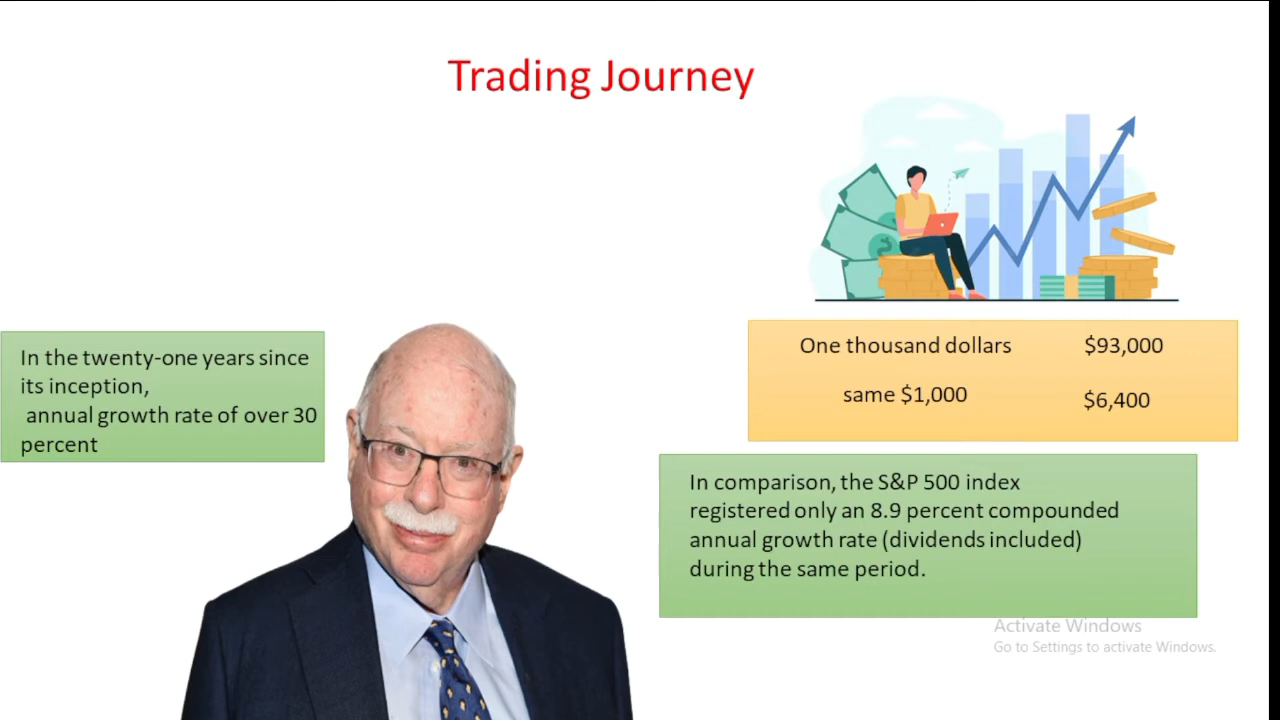 Trading Journey
In the twenty-one years since
its inception,
annual growth rate of over 30
percent
One thousand dollars $93,000
same $1,000 $6,400
In comparison, the S&P 500 index
registered only an 8.9 percent compounded
annual growth rate (dividends included)
during the same period.
Activate Windows
Go to Settings to activate Windows.